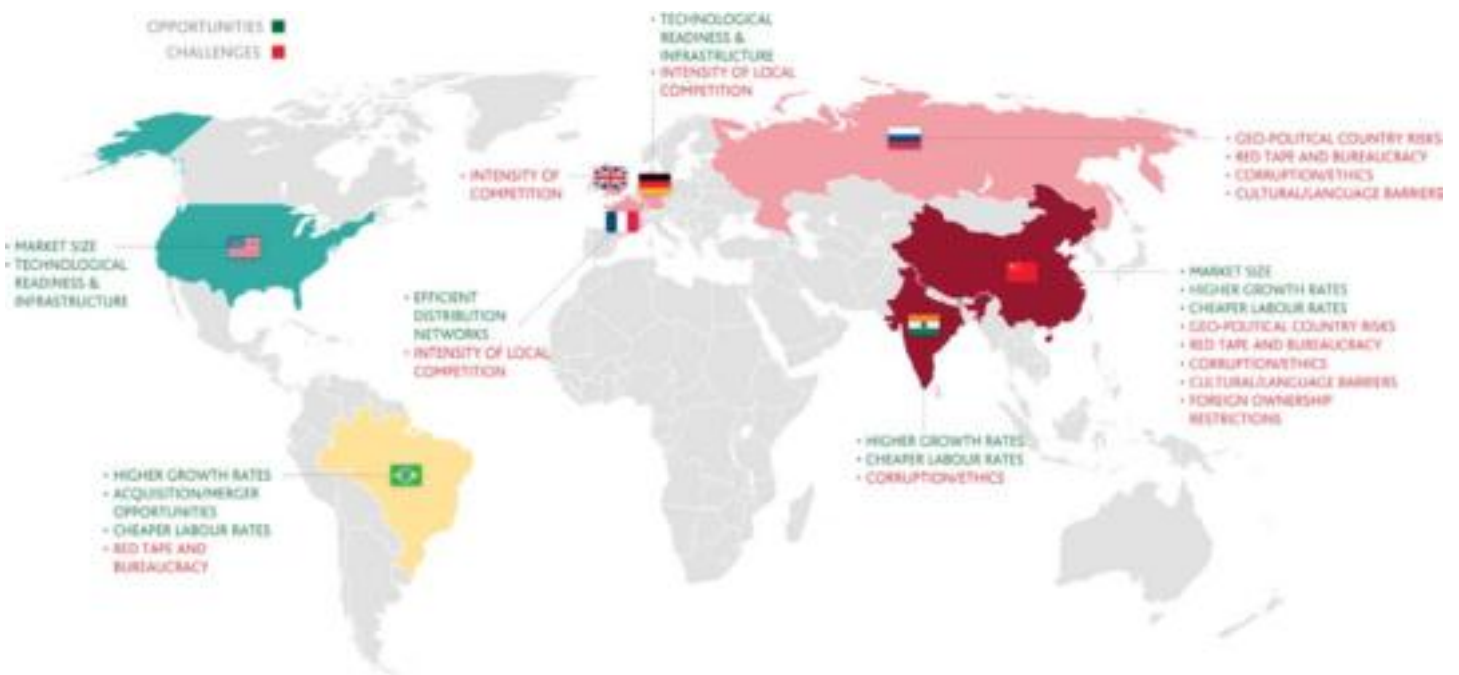 OPPORTUNITIES
CHALLENGES
• TECHNOLOGICAL
READINESS &
INFRASTRUCTURE
• INTENSITY OF LOCAL
COMPETITION
• GEO-POLITICAL COUNTRY RISKS
• RED TAPE AND BUREAUCRACY
• CORRUPTION/ETHICS
• CULTURAL/LANGUAGE BARRIERS
• INTENSITY OF
COMPETITION
• MARKET SIZE
• TECHNOLOGICAL
READINESS &
INFRASTRUCTURE
• EFFICIENT
DISTRIBUTION
NETWORKS
• INTENSITY OF LOCAL
COMPETITION
• MARKET SIZE
• HIGHER GROWTH RATES
• CHEAPER LABOUR RATES
• GEO-POLITICAL COUNTRY RISKS
• RED TAPE AND BUREAUCRACY
• CORRUPTION/ETHICS
• CULTURAL/LANGUAGE BARRIERS
• FOREIGN OWNERSHIP
RESTRICTIONS
• HIGHER GROWTH RATES
• CHEAPER LABOUR RATES
• CORRUPTION/ETHICS
• HIGHER GROWTH RATES
• ACQUISITION/MERGER
OPPORTUNITIES
• CHEAPER LABOUR RATES
• RED TAPE AND
BUREAUCRACY